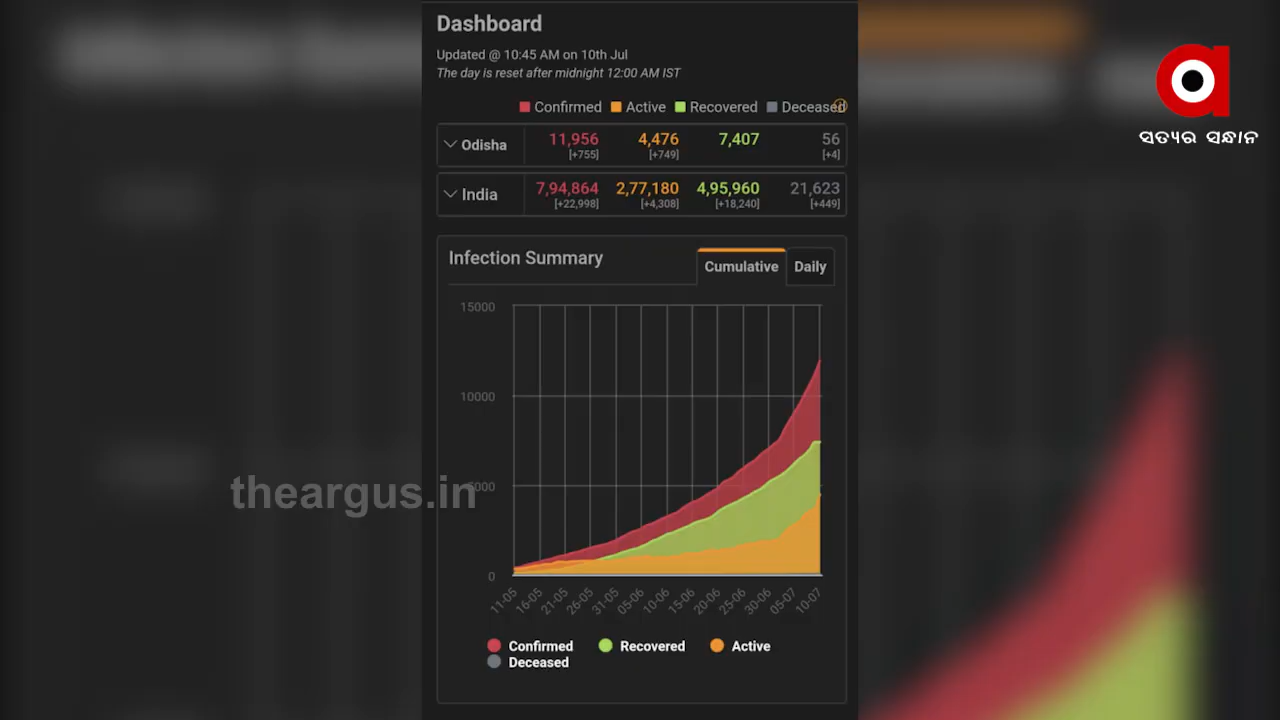 Dashboard
Updated @ 10:45 AM on 10th Jul
The day is reset after midnight 12:00 AM IST
Confirmed Active Recovered Deceased
Odisha 11,956 4,476 7,407 56
[+755] [+749] [+4]
India 7,94,864 2,77,180 4,95,960 21,623
[+22,998] [+4,308] [+18,240] [+449]
Infection Summary Cumulative Daily
15000
10000
5000
0
11-05 16-05 21-05 26-05 31-05 05-06 10-06 15-06 20-06 25-06 30-06 05-07 10-07
Confirmed Recovered Active
Deceased
theargus.in
ସତ୍ୟର ସନ୍ଧାନ